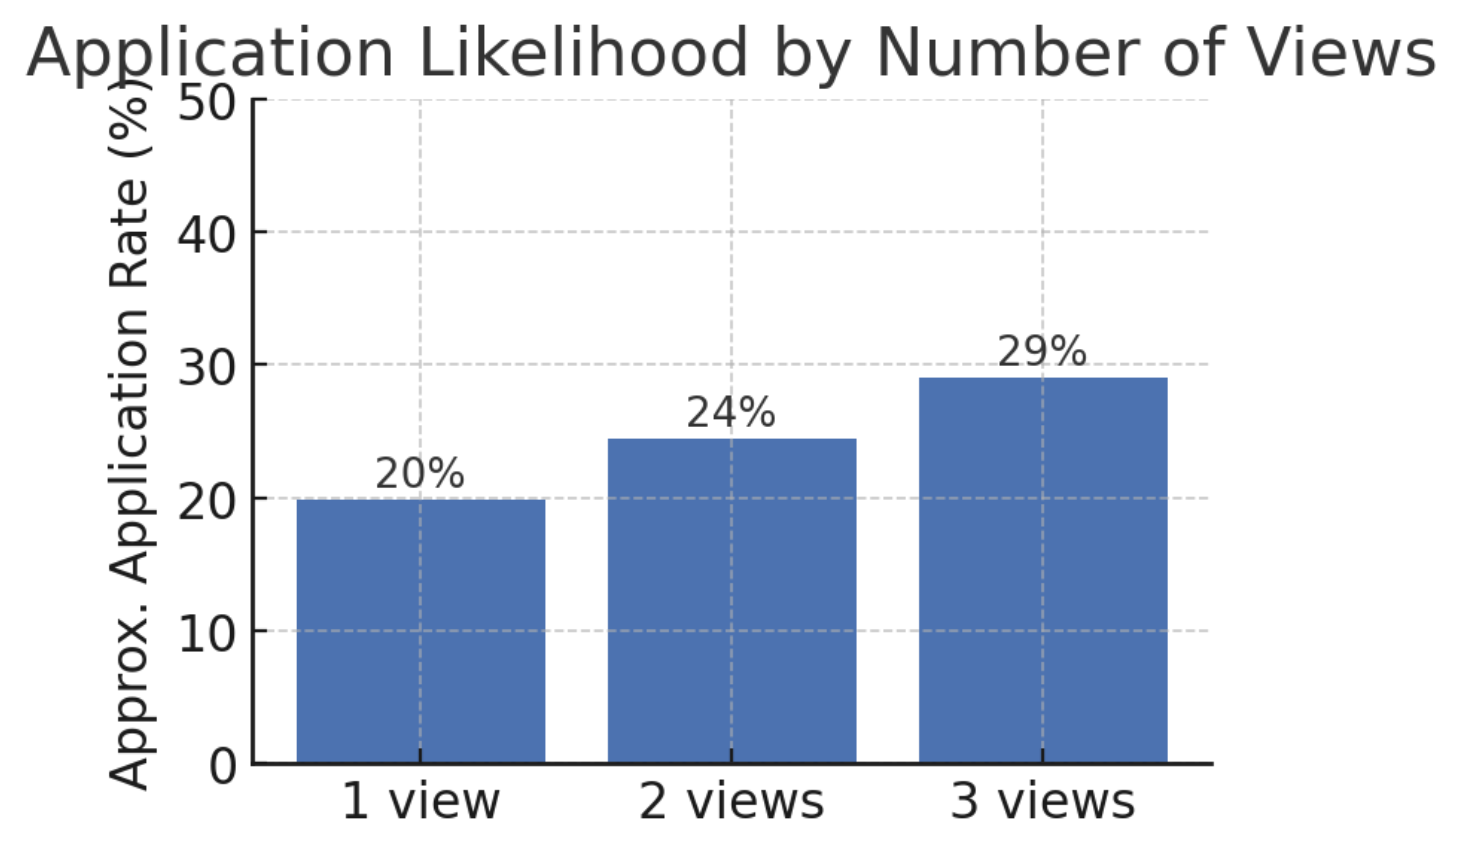 Application Likelihood by Number of Views
Approx. Application Rate (%)
50
40
30
20
10
0
20%
24%
29%
1 view
2 views
3 views